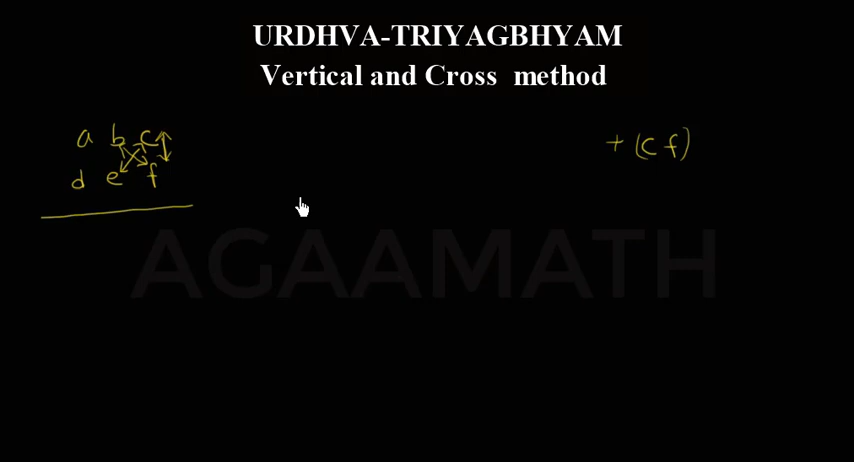 URDHVA-TRIYAGBHYAM
Vertical and Cross method
a b c
+ (c f)
d e f
AGAAMATH